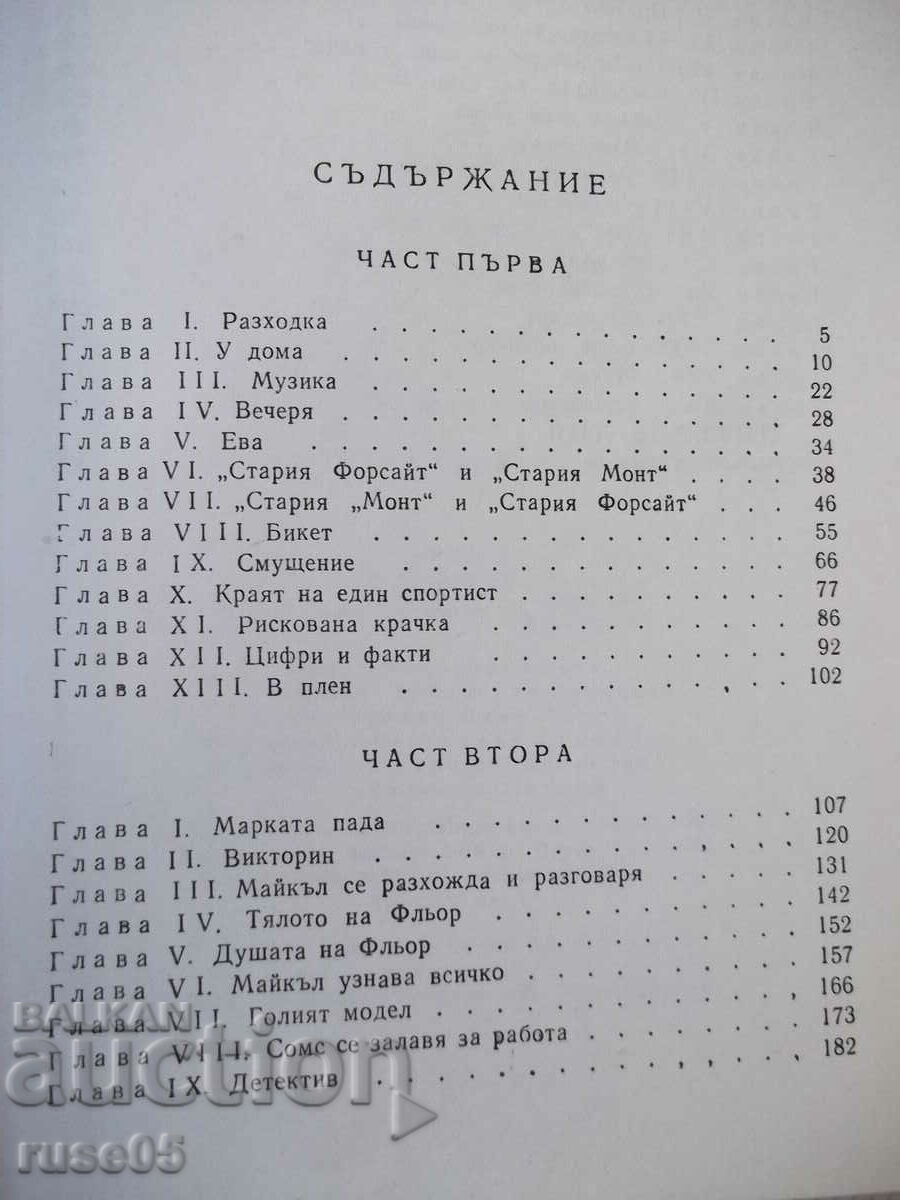 СЪДЪРЖАНИЕ
ЧАСТ ПЪРВА
Глава I. Разходка . . . . . . . . . . . . . . 5
Глава II. У дома . . . . . . . . . . . . . . . 10
Глава III. Музика . . . . . . . . . . . . . . 22
Глава IV. Вечеря . . . . . . . . . . . . . . . 28
Глава V. Ева . . . . . . . . . . . . . . . . 34
Глава VI. „Стария Форсайт“ и „Стария Монт“ . . . . 38
Глава VII. „Стария „Монт“ и „Стария Форсайт“ . . . 46
Глава VIII. Бикет . . . . . . . . . . . . . . 55
Глава IX. Смущение . . . . . . . . . . . . . 66
Глава X. Краят на един спортист . . . . . . . . . 77
Глава XI. Рискована крачка . . . . . . . . . . 86
Глава XII. Цифри и факти . . . . . . . . . . 92
Глава XIII. В плен . . . . . . . . . . . . . 102
ЧАСТ ВТОРА
Глава I. Марката пада . . . . . . . . . . . . 107
Глава II. Викторин . . . . . . . . . . . . . . 120
Глава III. Майкъл се разхожда и разговаря . . . . . 131
Глава IV. Тялото на Фльор . . . . . . . . . . 142
Глава V. Душата на Фльор . . . . . . . . . . . 152
Глава VI. Майкъл узнава всичко . . . . . . . . . 157
Глава VII. Голият модел . . . . . . . . . . . . 166
Глава VIII. Сомс се залавя за работа . . . . . . . 173
Глава IX. Детектив . . . . . . . . . . . . . . 182
BALKAN
auction
ruse05